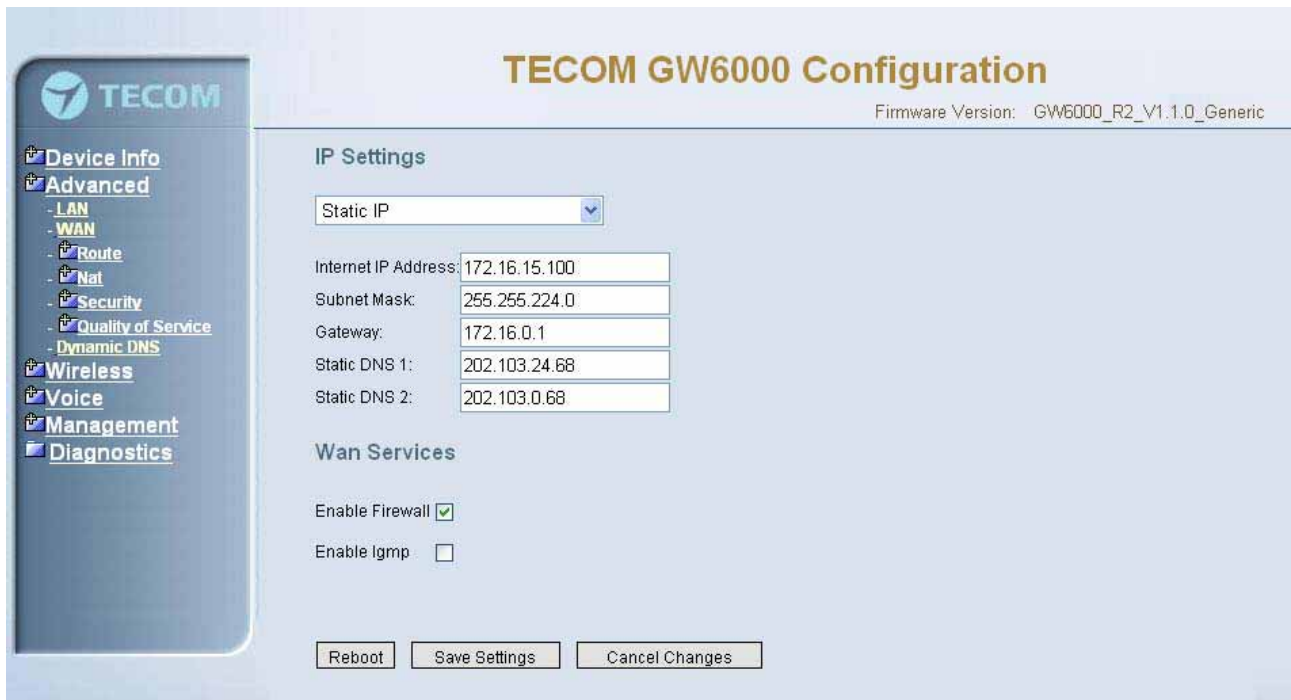 TECOM
TECOM GW6000 Configuration
Firmware Version: GW6000_R2_V1.1.0_Generic
Device Info
Advanced
- LAN
- WAN
- Route
- Nat
- Security
- Quality of Service
- Dynamic DNS
Wireless
Voice
Management
Diagnostics
IP Settings
Static IP
Internet IP Address: 172.16.15.100
Subnet Mask: 255.255.224.0
Gateway: 172.16.0.1
Static DNS 1: 202.103.24.68
Static DNS 2: 202.103.0.68
Wan Services
Enable Firewall
Enable Igmp
Reboot Save Settings Cancel Changes